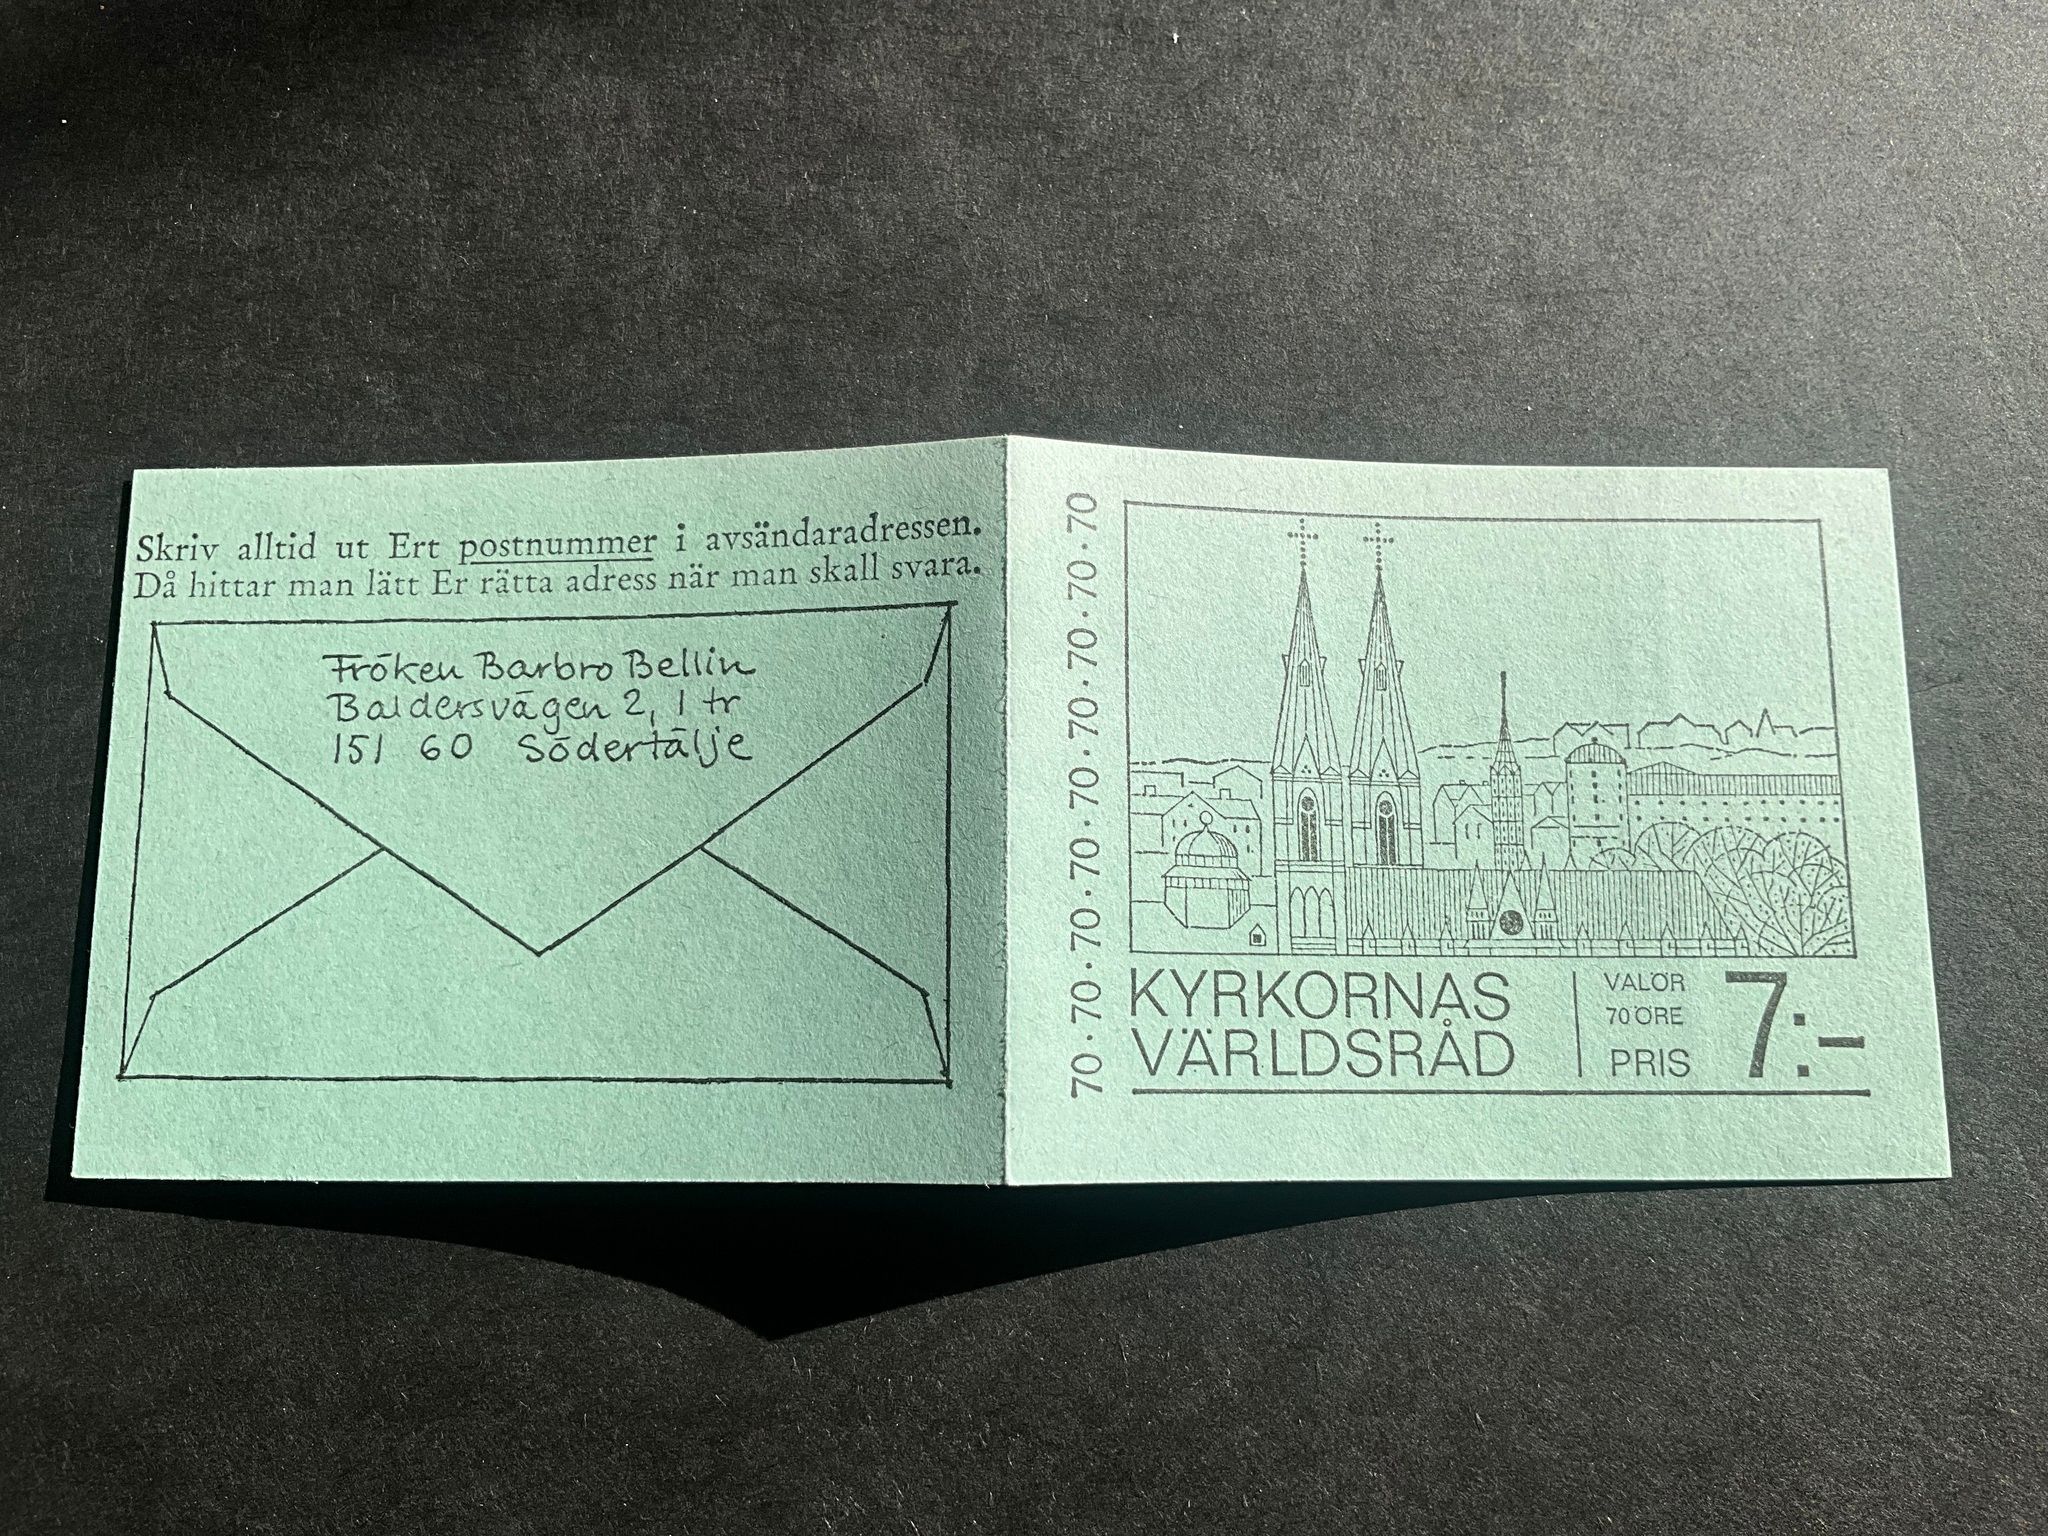 Skriv alltid ut Ert postnummer i avsändaradressen.
Då hittar man lätt Er rätta adress när man skall svara.
Fröken Barbro Bellin
Baldersvägen 2, 1 tr
151 60 Södertälje
70·70·70·70·70·70·70·70·70
KYRKORNAS
VÄRLDSRÅD
VALÖR
70 ÖRE
PRIS
7:-